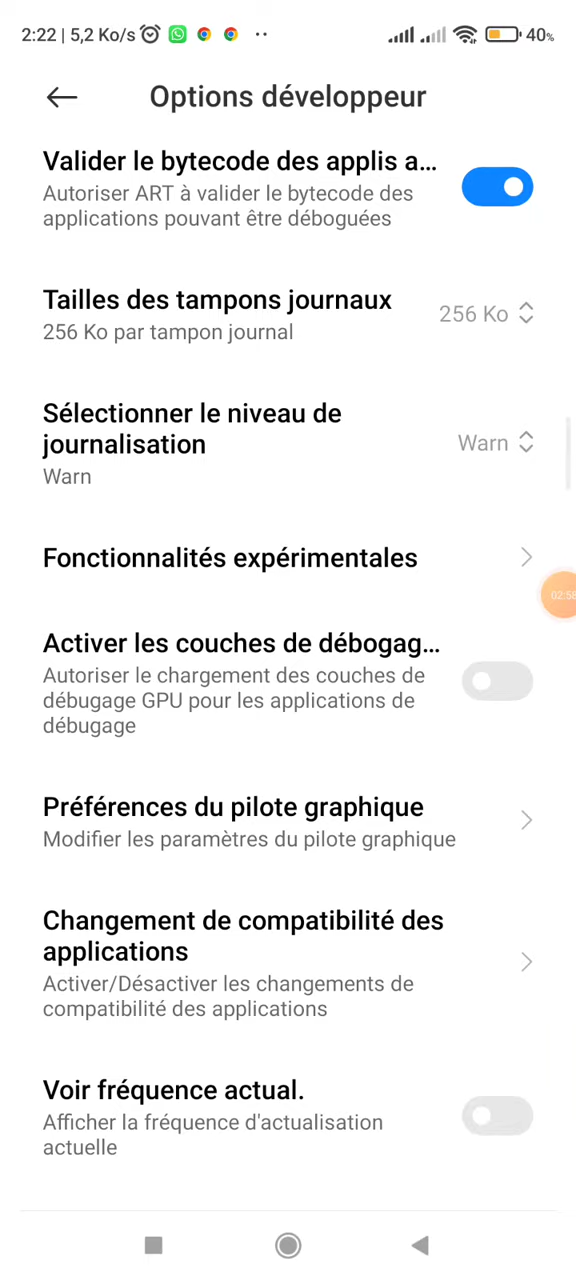 2:22 | 5,2 Ko/s 40%
Options développeur
Valider le bytecode des applis a...
Autoriser ART à valider le bytecode des
applications pouvant être déboguées
Tailles des tampons journaux
256 Ko par tampon journal
256 Ko
Sélectionner le niveau de
journalisation
Warn
Warn
Fonctionnalités expérimentales
02:58
Activer les couches de débogag...
Autoriser le chargement des couches de
débugage GPU pour les applications de
débugage
Préférences du pilote graphique
Modifier les paramètres du pilote graphique
Changement de compatibilité des
applications
Activer/Désactiver les changements de
compatibilité des applications
Voir fréquence actual.
Afficher la fréquence d'actualisation
actuelle